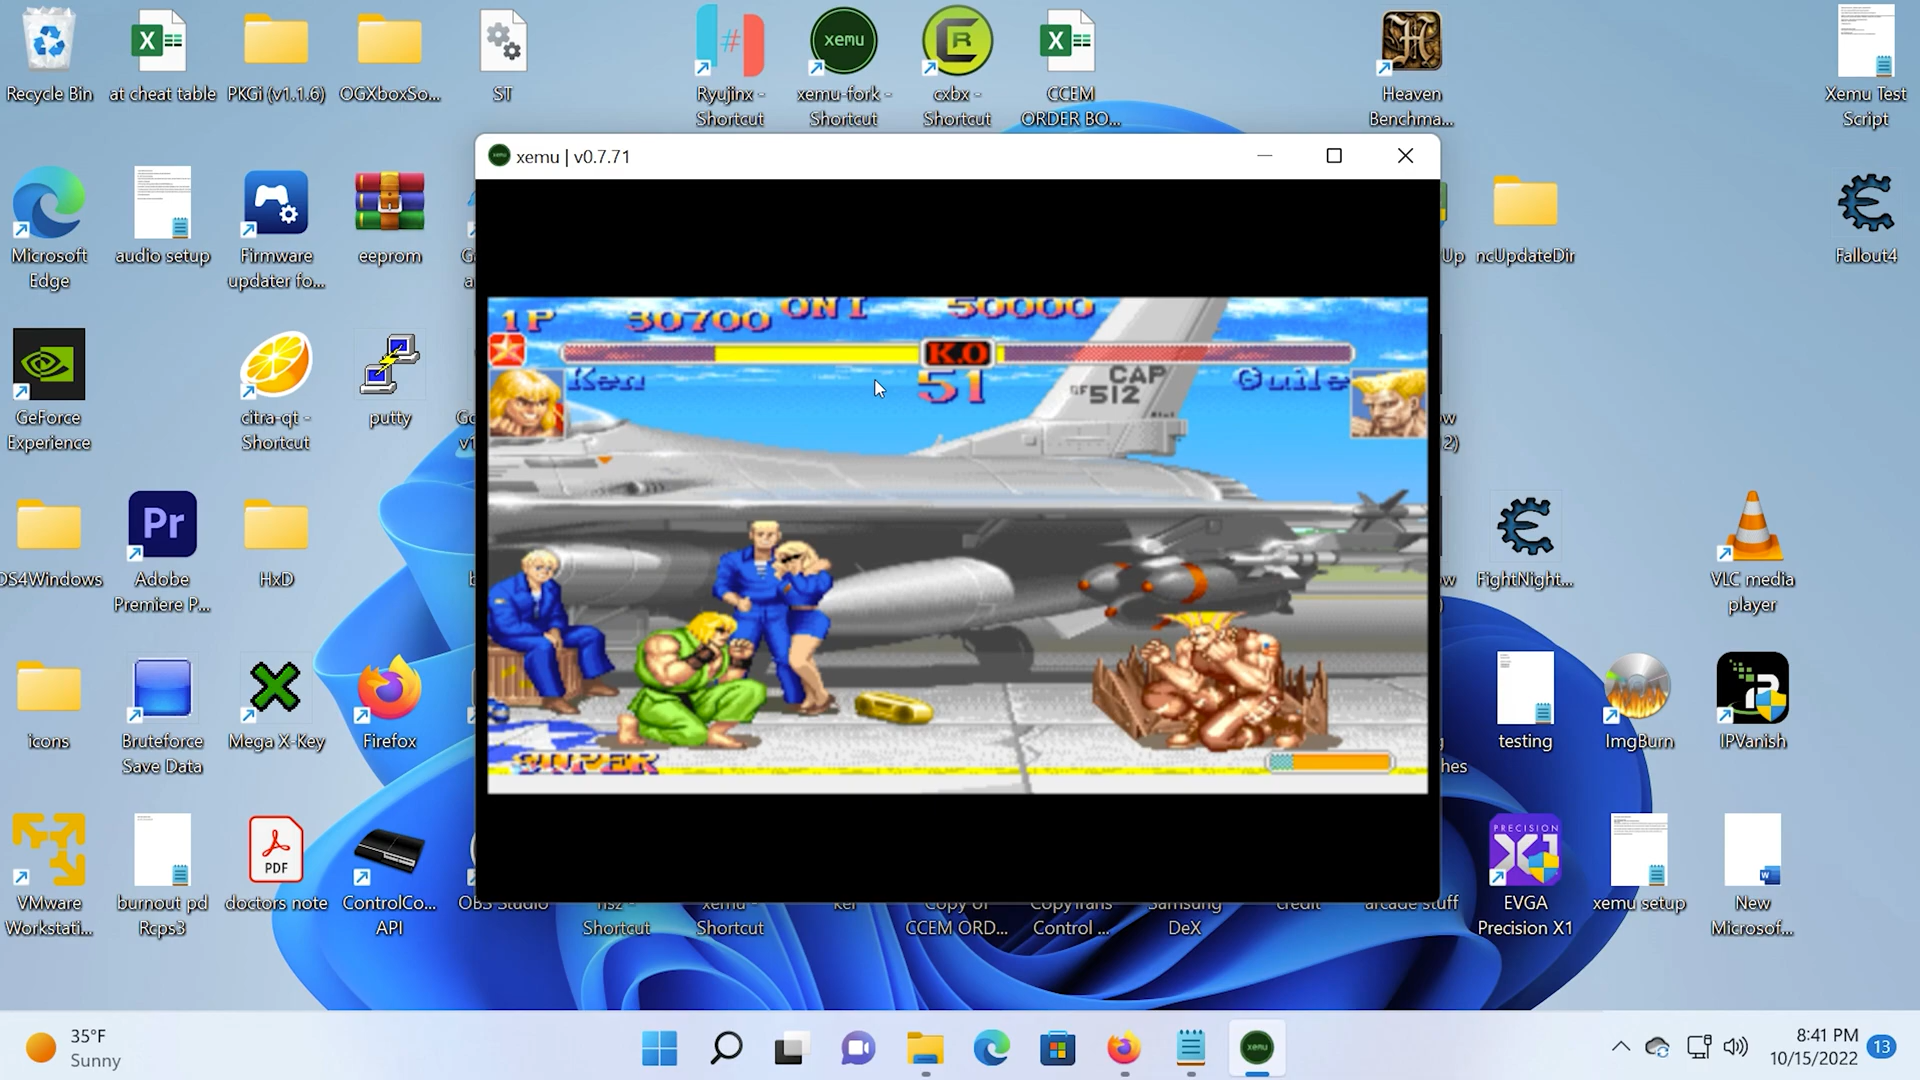 Recycle Bin
at cheat table
PKGi (v1.1.6)
OGXboxSo...
ST
#
Ryujinx -
Shortcut
xemu
xemu-fork -
Shortcut
cxbx -
Shortcut
CCEM
ORDER BO...
Heaven
Benchma...
Xemu Test
Script
xemu | v0.7.71
Microsoft
Edge
audio setup
Firmware
updater fo...
eeprom
Up
ncUpdateDir
Fallout4
1P
30700
ONI
50000
K.O
51
Ken
Guile
CAP
512
SUPER
GeForce
Experience
citra-qt -
Shortcut
putty
DS4Windows
Pr
Adobe
Premiere P...
HxD
FightNight...
VLC media
player
icons
Bruteforce
Save Data
Mega X-Key
Firefox
testing
ImgBurn
IPVanish
hes
VMware
Workstati...
burnout pd
Rcps3
PDF
doctors note
ControlCo...
API
OBS Studio
Shortcut
xemu -
Shortcut
Copy of
CCEM ORD...
CopyTrans
Control ...
Samsung
DeX
credit
arcade stuff
PRECISION
X1
EVGA
Precision X1
xemu setup
New
Microsof...
35°F
Sunny
xemu
8:41 PM
10/15/2022
13